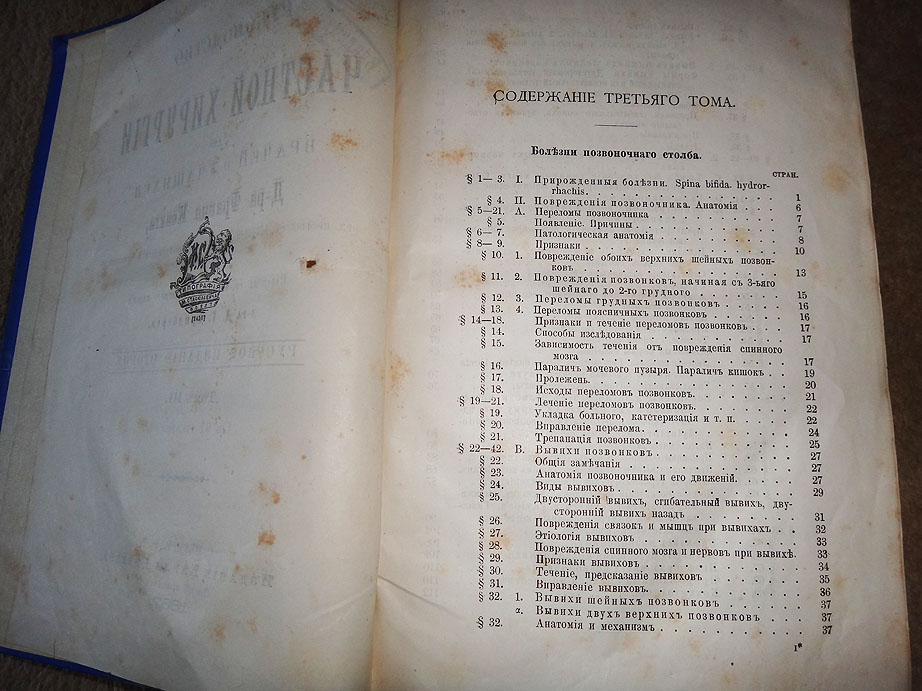 СОДЕРЖАНІЕ ТРЕТЬЯГО ТОМА.
Болѣзни позвоночнаго столба.
СТРАН.
§ 1— 3. I. Прирожденныя болѣзни. Spina bifida. hydror-
rhachis. 1
§ 4. II. Поврежденія позвоночника. Анатомія 6
§ 5—21. A. Переломы позвоночника 7
§ 5. Появленіе. Причины 7
§ 6— 7. Патологическая анатомія 8
§ 8— 9. Признаки 10
§ 10. 1. Поврежденіе обоихъ верхнихъ шейныхъ позвон-
ковъ 13
§ 11. 2. Поврежденія позвонковъ, начиная съ 3-ьяго
шейнаго до 2-го грудного 15
§ 12. 3. Переломы грудныхъ позвонковъ 16
§ 13. 4. Переломы поясничныхъ позвонковъ 16
§ 14—18. Признаки и теченіе переломовъ позвонковъ 17
§ 14. Способы изслѣдованія 17
§ 15. Зависимость теченія отъ поврежденія спинного
мозга 17
§ 16. Параличъ мочевого пузыря. Параличъ кишокъ 19
§ 17. Пролежень. 20
§ 18. Исходы переломовъ позвонковъ. 21
§ 19—21. Леченіе переломовъ позвонковъ. 22
§ 19. Укладка больного, катетеризація и т. п. 22
§ 20. Вправленіе перелома. 24
§ 21. Трепанація позвонковъ 25
§ 22—42. B. Вывихи позвонковъ 27
§ 22. Общія замѣчанія 27
§ 23. Анатомія позвоночника и его движеній. 27
§ 24. Виды вывиховъ 29
§ 25. Двусторонній вывихъ, сгибательный вывихъ, дву-
сторонній вывихъ назадъ 31
§ 26. Поврежденія связокъ и мышцъ при вывихахъ 32
§ 27. Этіологія вывиховъ 33
§ 28. Поврежденія спинного мозга и нервовъ при вывихѣ. 33
§ 29. Признаки вывиховъ 34
§ 30. Теченіе, предсказаніе вывиховъ 35
§ 31. Вправленіе вывиховъ. 36
§ 32. 1. Вывихи шейныхъ позвонковъ 37
α. Вывихи двухъ верхнихъ позвонковъ 37
§ 32. Анатомія и механизмъ 37
I*